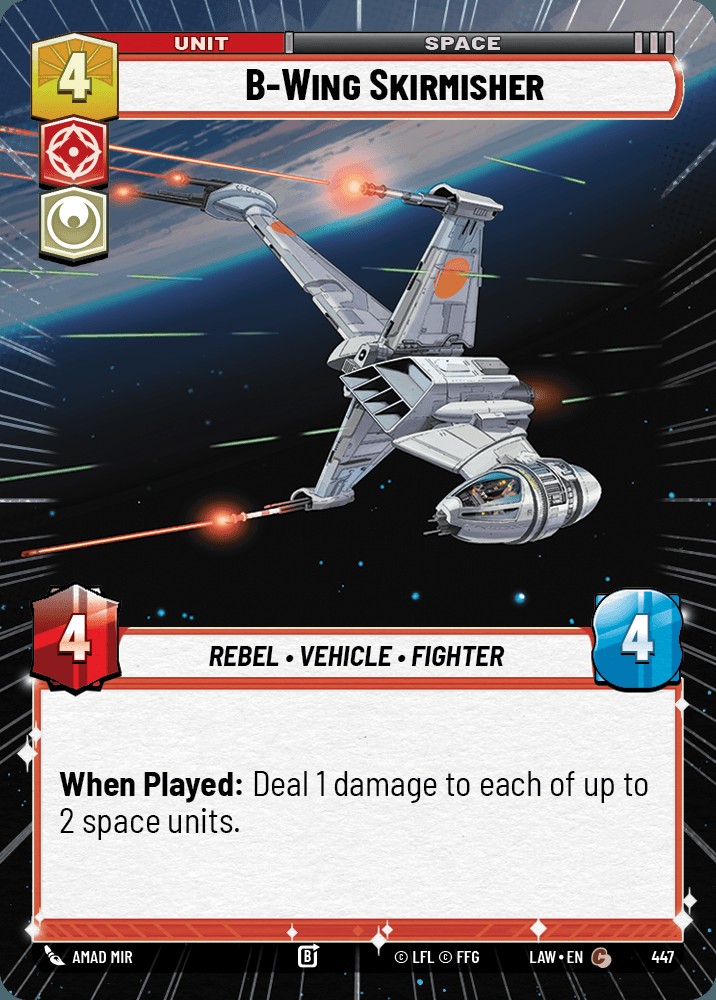 UNIT SPACE
4 B-Wing Skirmisher
4 REBEL • VEHICLE • FIGHTER 4
When Played: Deal 1 damage to each of up to
2 space units.
AMAD MIR B © LFL © FFG LAW • EN C 447